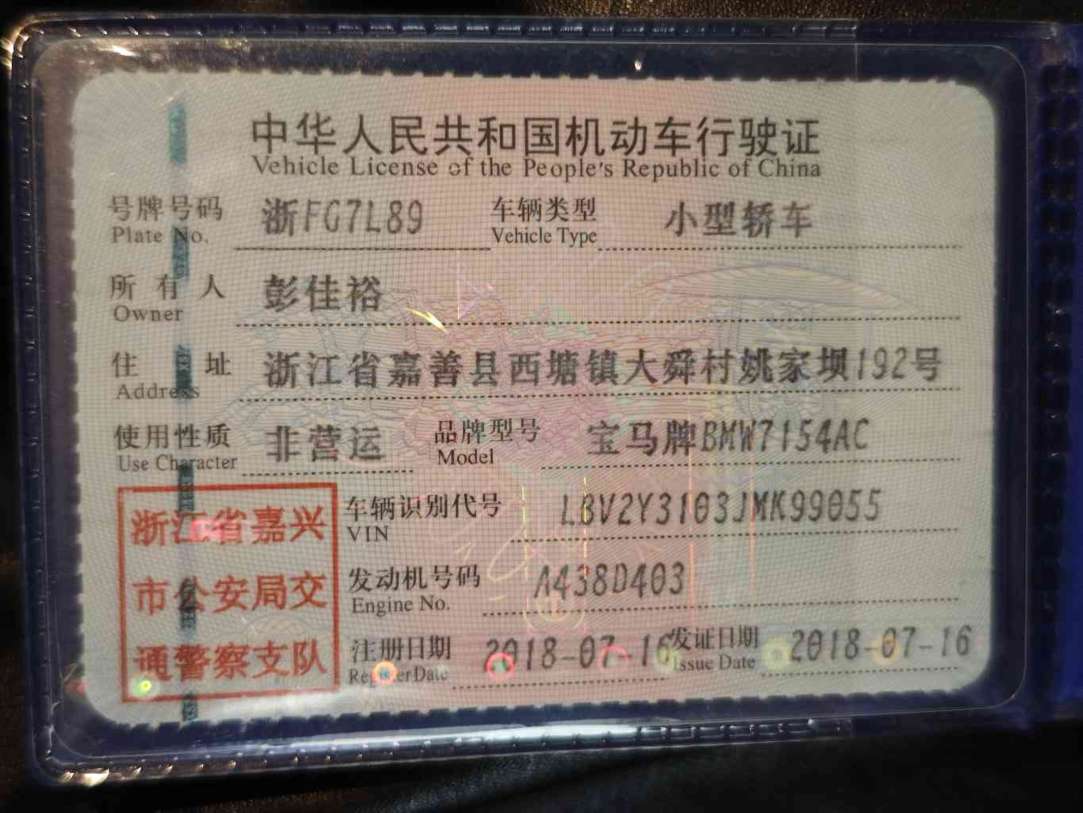 中华人民共和国机动车行驶证
Vehicle License of the People's Republic of China
号牌号码 浙FG7L89 车辆类型 小型轿车
Plate No. Vehicle Type
所有人 彭佳裕
Owner
住址 浙江省嘉善县西塘镇大舜村姚家坝192号
Address
使用性质 非营运 品牌型号 宝马牌BMW7154AC
Use Character Model
浙江省嘉兴
市公安局交
通警察支队
车辆识别代号 LBV2Y3103JMK99055
VIN
发动机号码 A438D403
Engine No.
注册日期 2018-07-16 发证日期 2018-07-16
Register Date Issue Date